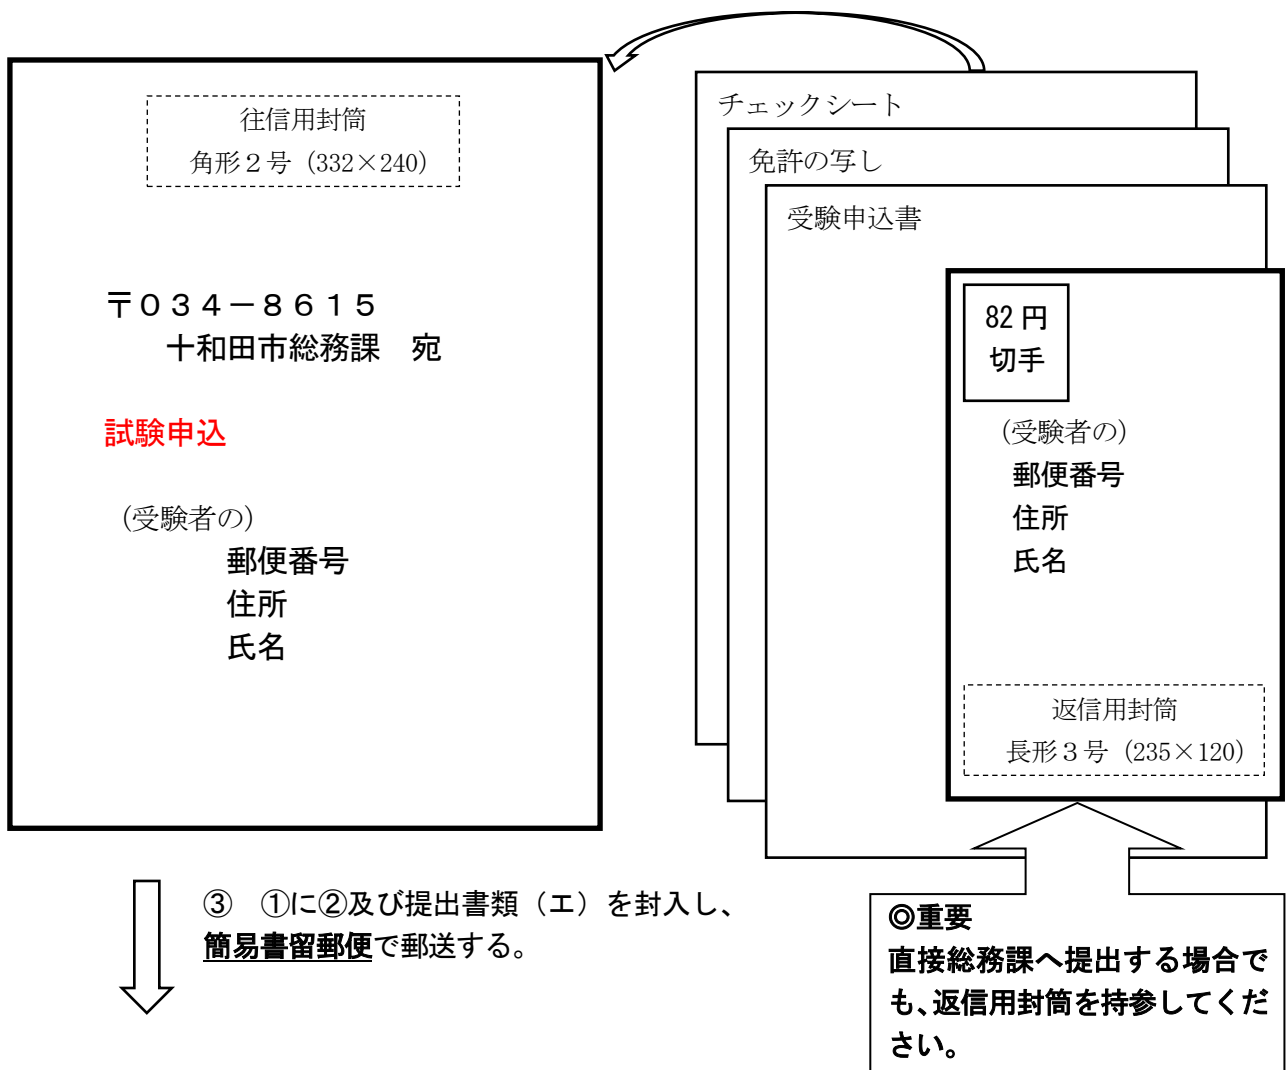 往信用封筒
角形２号（332×240）
〒０３４－８６１５
十和田市総務課　宛
試験申込
（受験者の）
郵便番号
住所
氏名
チェックシート
免許の写し
受験申込書
82 円
切手
（受験者の）
郵便番号
住所
氏名
返信用封筒
長形３号（235×120）
③　①に②及び提出書類（エ）を封入し、
簡易書留郵便で郵送する。
◎重要
直接総務課へ提出する場合で
も、返信用封筒を持参してくだ
さい。